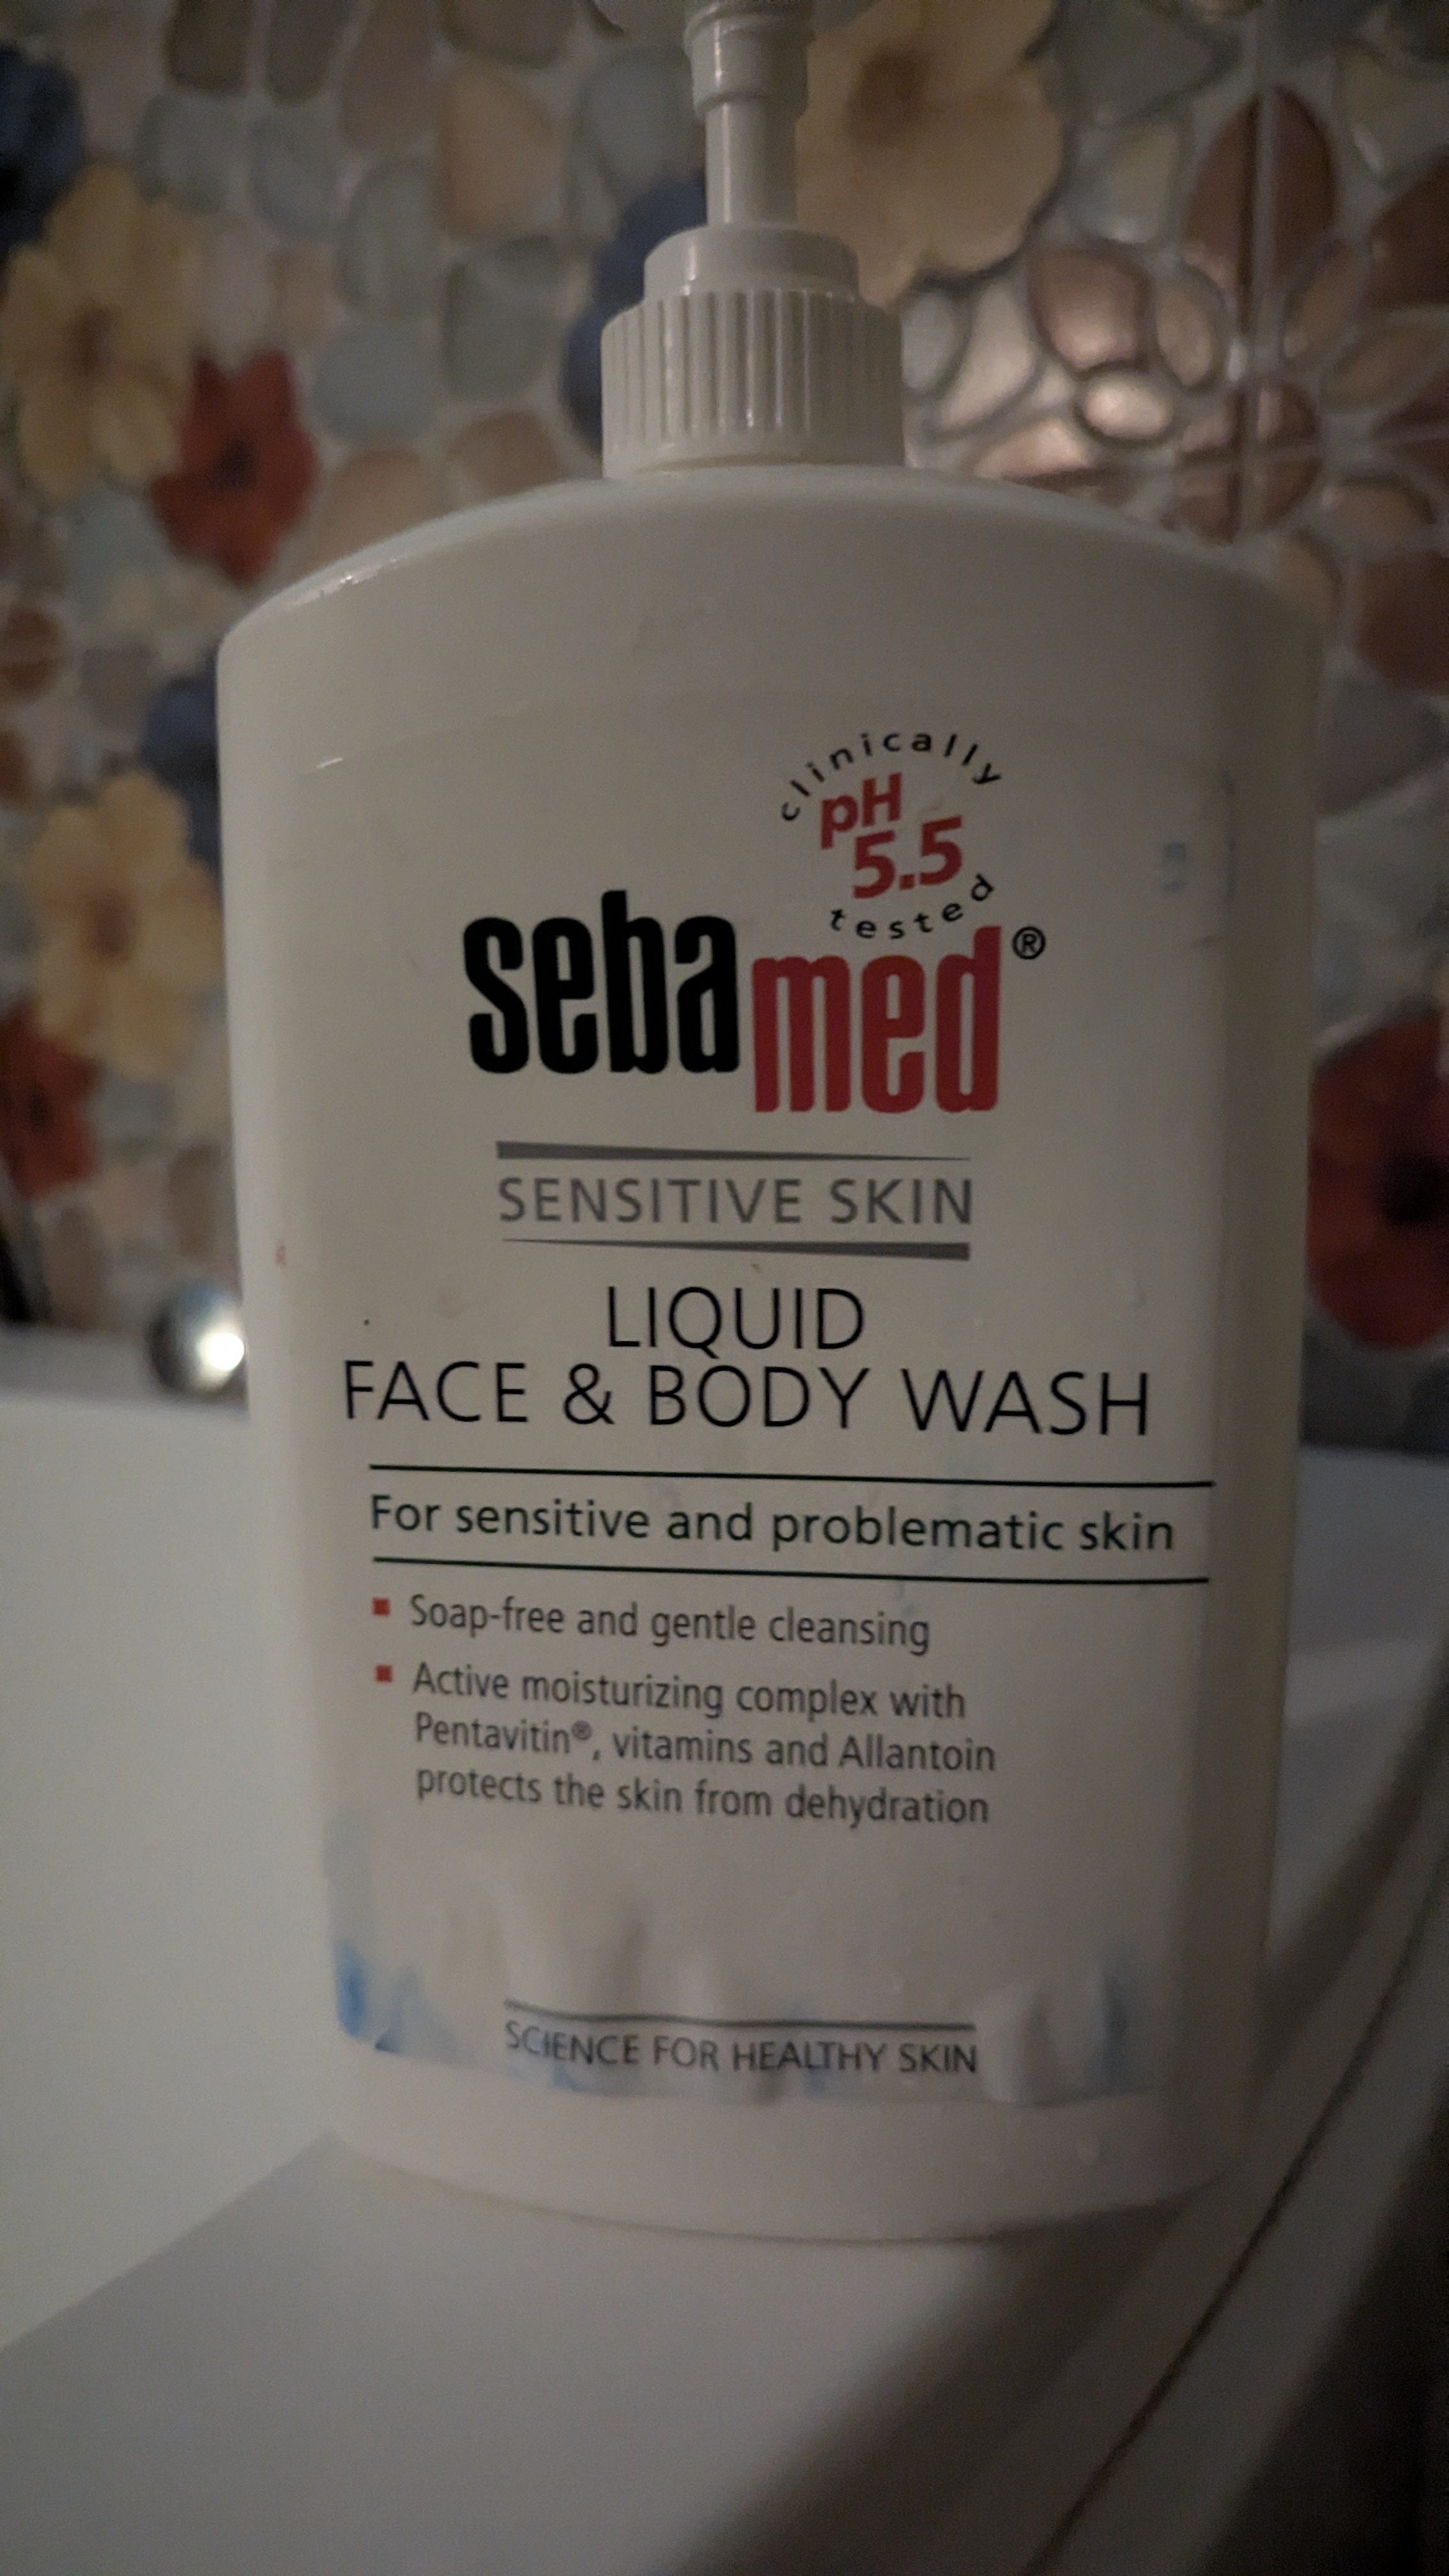 clinically
pH
5.5
tested
sebamed®
SENSITIVE SKIN
LIQUID
FACE & BODY WASH
For sensitive and problematic skin
Soap-free and gentle cleansing
Active moisturizing complex with
Pentavitin®, vitamins and Allantoin
protects the skin from dehydration
SCIENCE FOR HEALTHY SKIN